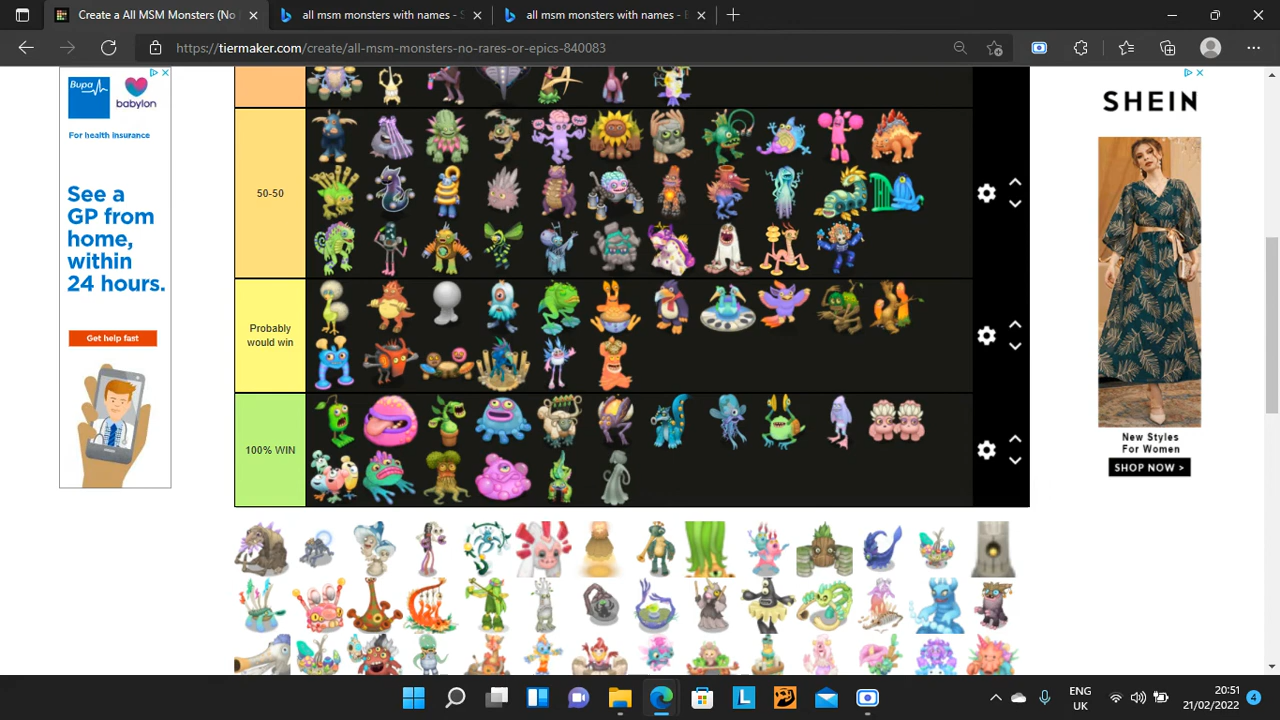 All MSM Monsters (No
all msm monsters with names - S
all msm monsters with names - B
https://tiermaker.com/create/all-msm-monsters-no-rares-or-epics-840083
Bupa
babylon
For health insurance
See a
GP from
home,
within
24 hours.
Get help fast
50-50
Probably
would win
100% WIN
SHEIN
New Styles
For Women
SHOP NOW >
L
ENG
UK
20:51
21/02/2022
4